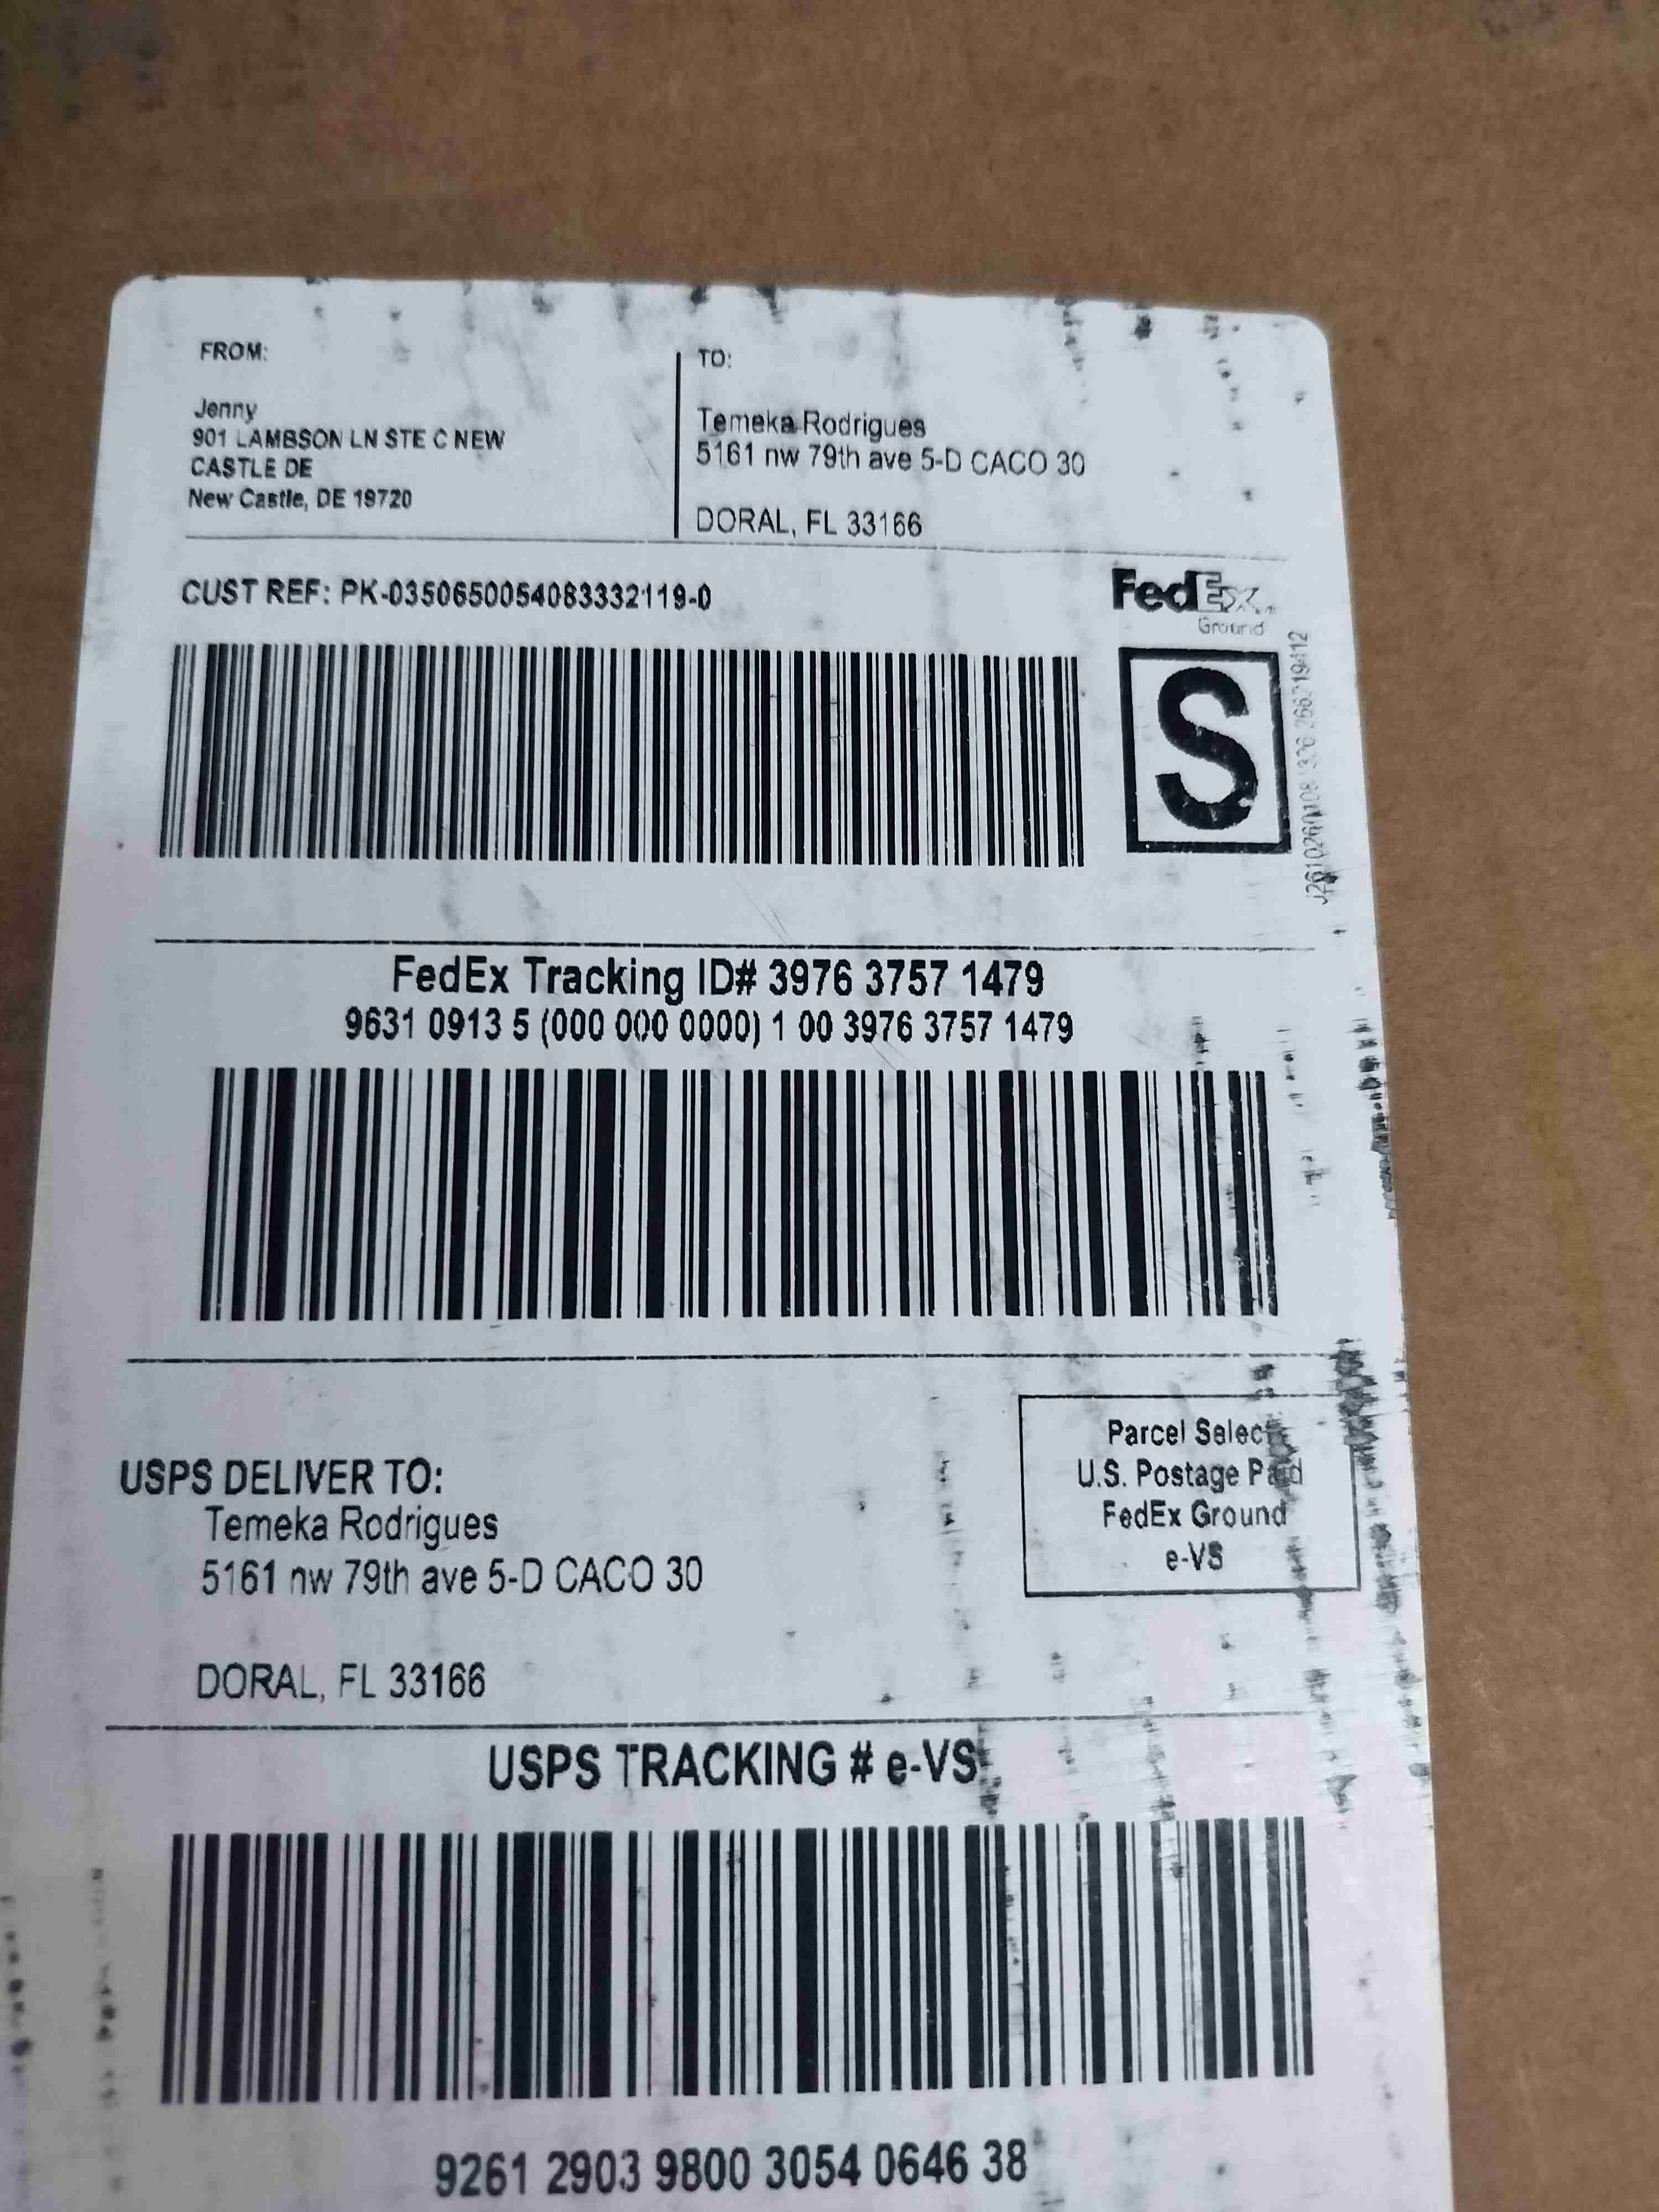 FROM:
Jenny
901 LAMBSON LN STE C NEW
CASTLE DE
New Castle, DE 19720
TO:
Temeka Rodrigues
5161 nw 79th ave 5-D CACO 30
DORAL, FL 33166
CUST REF: PK-0350650054083332119-0
FedEx
Ground
S
FedEx Tracking ID# 3976 3757 1479
9631 0913 5 (000 000 0000) 1 00 3976 3757 1479
USPS DELIVER TO:
Temeka Rodrigues
5161 nw 79th ave 5-D CACO 30
DORAL, FL 33166
Parcel Select
U.S. Postage Paid
FedEx Ground
e-VS
USPS TRACKING # e-VS
9261 2903 9800 3054 0646 38